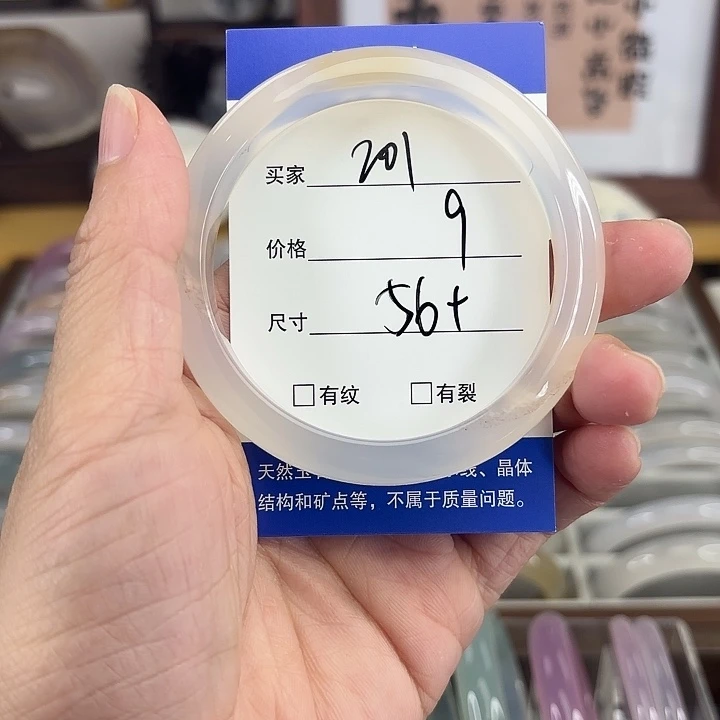 买家 201
价格 9
尺寸 56+
□有纹 □有裂
天然玉 线、晶体
结构和矿点等，不属于质量问题。